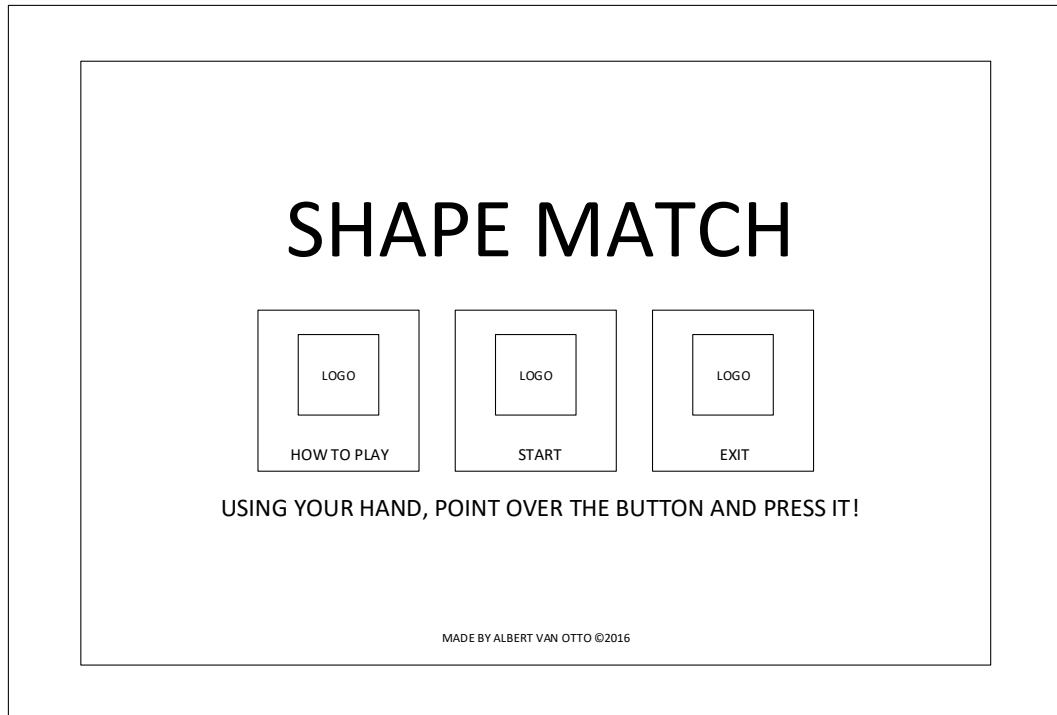 SHAPE MATCH
LOGO
HOW TO PLAY
LOGO
START
LOGO
EXIT
USING YOUR HAND, POINT OVER THE BUTTON AND PRESS IT!
MADE BY ALBERT VAN OTTO ©2016